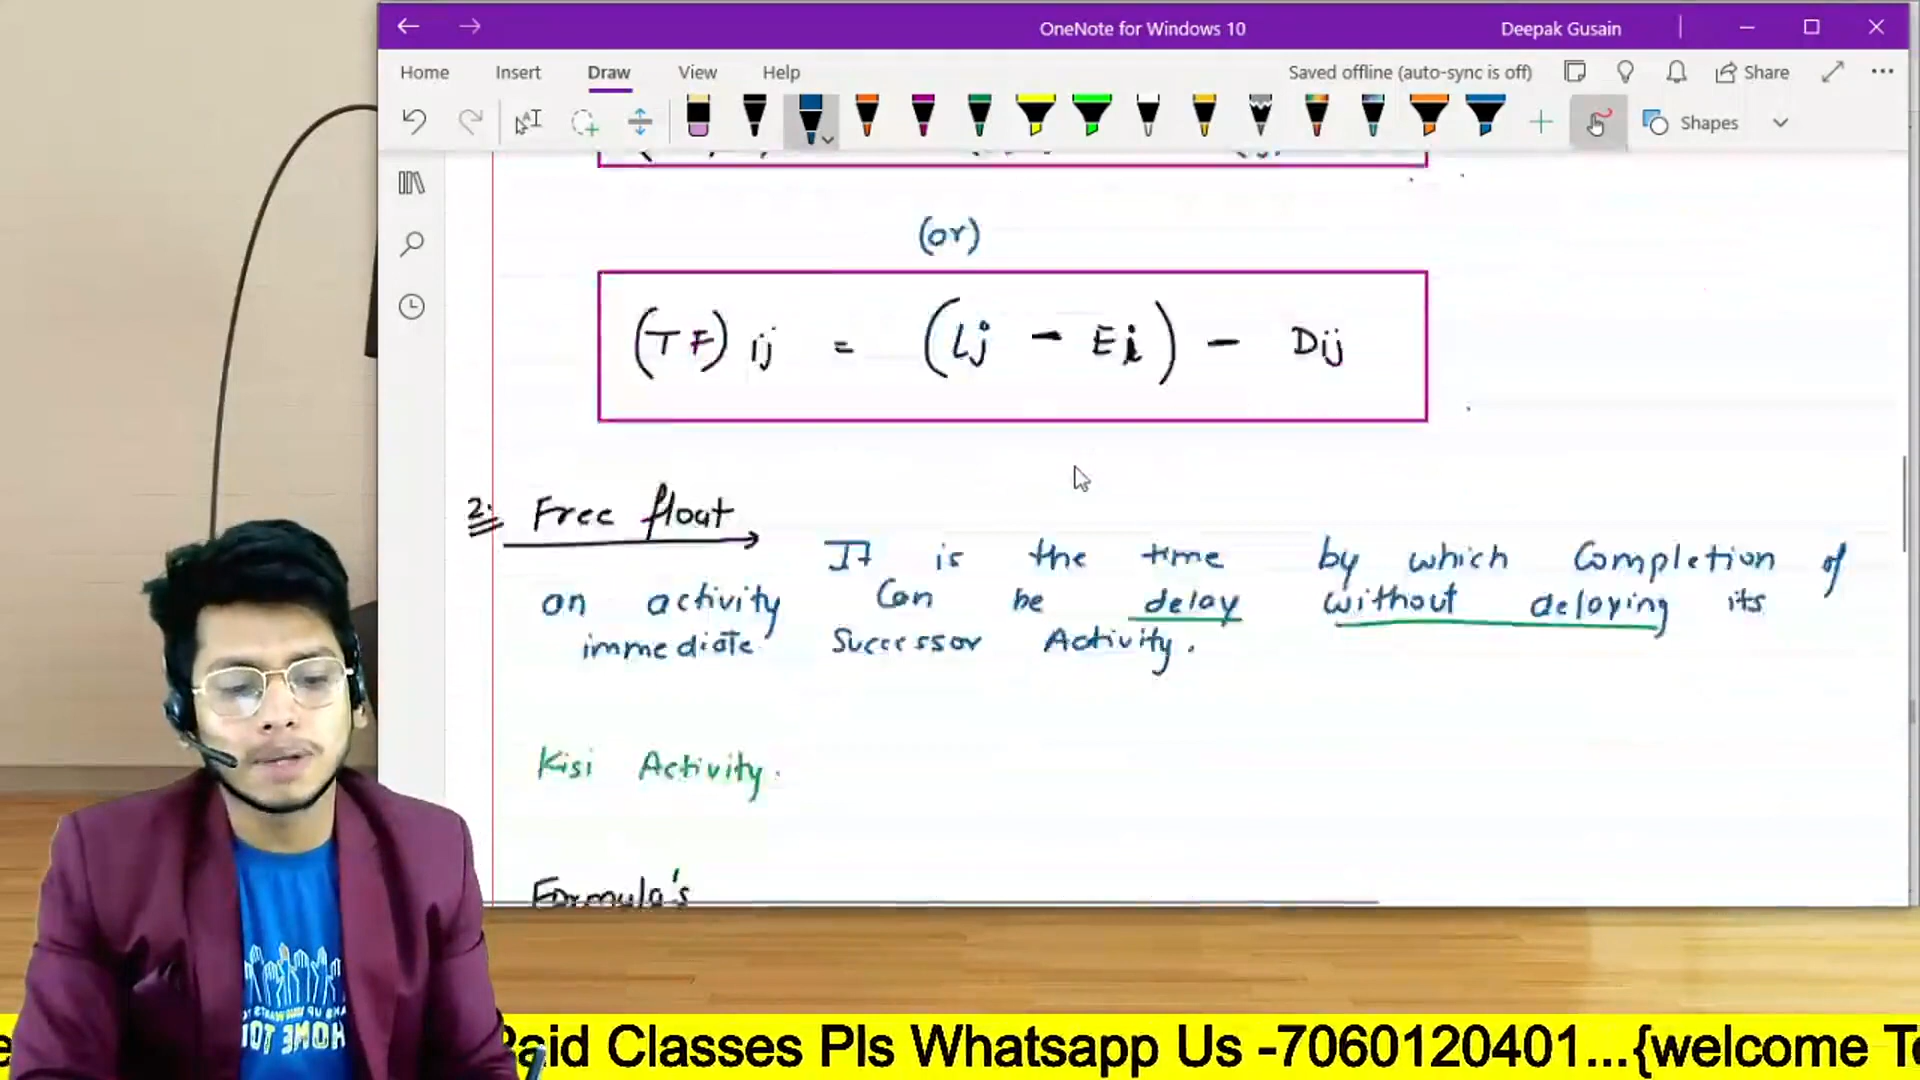 OneNote for Windows 10
Deepak Gusain
Home Insert Draw View Help
Saved offline (auto-sync is off)
Share
Shapes
(or)
(TF) ij = (Lj - Ei) - Dij
2. Free float
It is the time by which Completion of
an activity Can be delay without delaying its
immediate Successor Activity.
Kisi Activity.
Formula's
Paid Classes Pls Whatsapp Us -7060120401...{welcome To
HOME TO